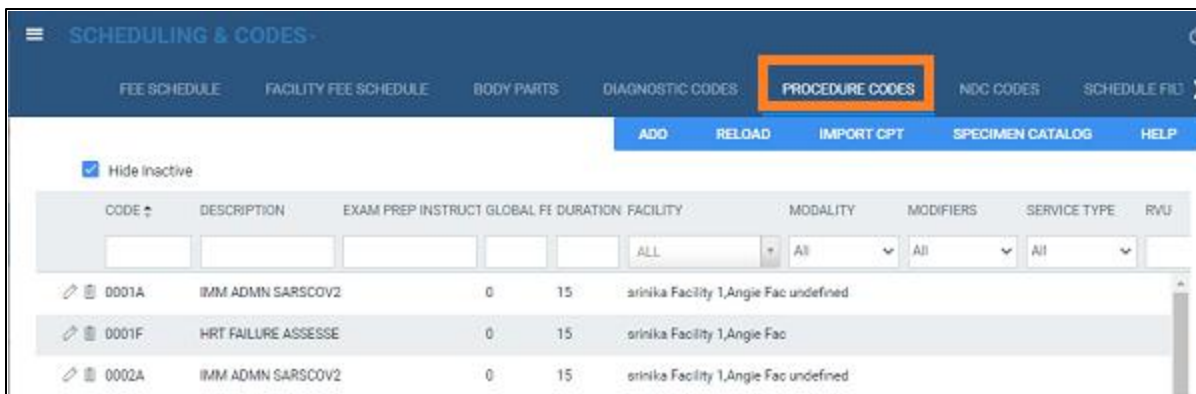 SCHEDULING & CODES-
FEE SCHEDULE FACILITY FEE SCHEDULE BODY PARTS DIAGNOSTIC CODES PROCEDURE CODES NDC CODES SCHEDULE FILT
ADD RELOAD IMPORT CPT SPECIMEN CATALOG HELP
Hide Inactive
CODE DESCRIPTION EXAM PREP INSTRUCT GLOBAL FE DURATION FACILITY MODALITY MODIFIERS SERVICE TYPE RVU
ALL All All All
0001A IMM ADMN SARSCOV2 0 15 srinika Facility 1,Angie Fac undefined
0001F HRT FAILURE ASSESSE 0 15 srinika Facility 1,Angie Fac
0002A IMM ADMN SARSCOV2 0 15 srinika Facility 1,Angie Fac undefined